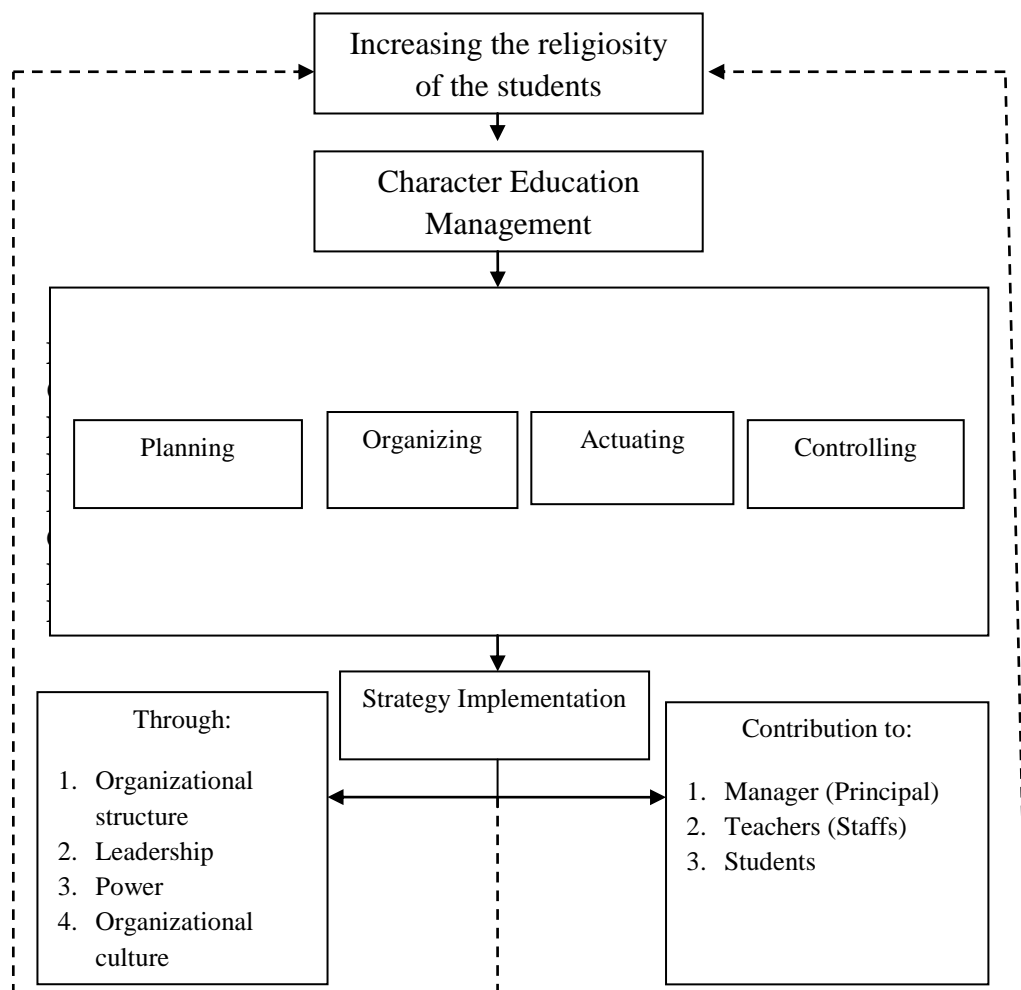 Increasing the religiosity
of the students
Character Education
Management
Planning
Organizing
Actuating
Controlling
Strategy Implementation
Through:
1. Organizational
structure
2. Leadership
3. Power
4. Organizational
culture
Contribution to:
1. Manager (Principal)
2. Teachers (Staffs)
3. Students